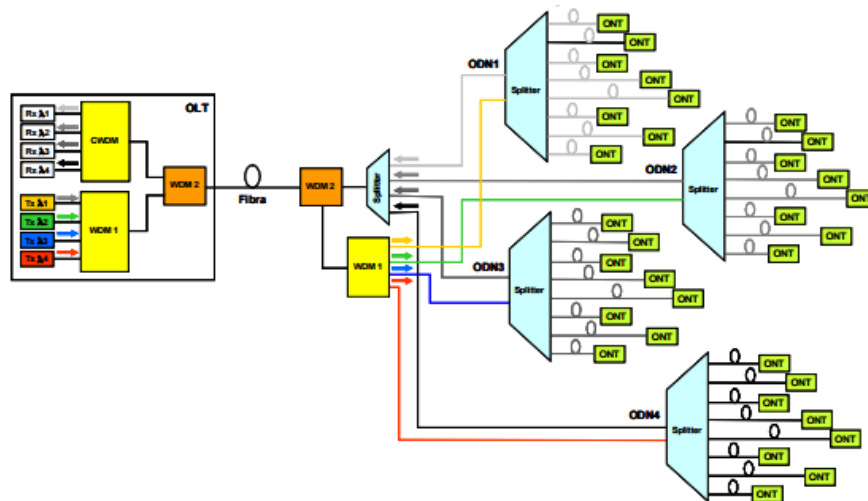 OLT
Rx λ1
Rx λ2
Rx λ3
Rx λ4
CWDM
Tx λ1
Tx λ2
Tx λ3
Tx λ4
WDM 1
WDM 2
Fibra
WDM 2
Splitter
WDM 1
ODN1
Splitter
ONT
ONT
ONT
ONT
ONT
ONT
ONT
ONT
ODN2
Splitter
ONT
ONT
ONT
ONT
ONT
ONT
ONT
ONT
ODN3
Splitter
ONT
ONT
ONT
ONT
ONT
ONT
ONT
ONT
ODN4
Splitter
ONT
ONT
ONT
ONT
ONT
ONT
ONT
ONT